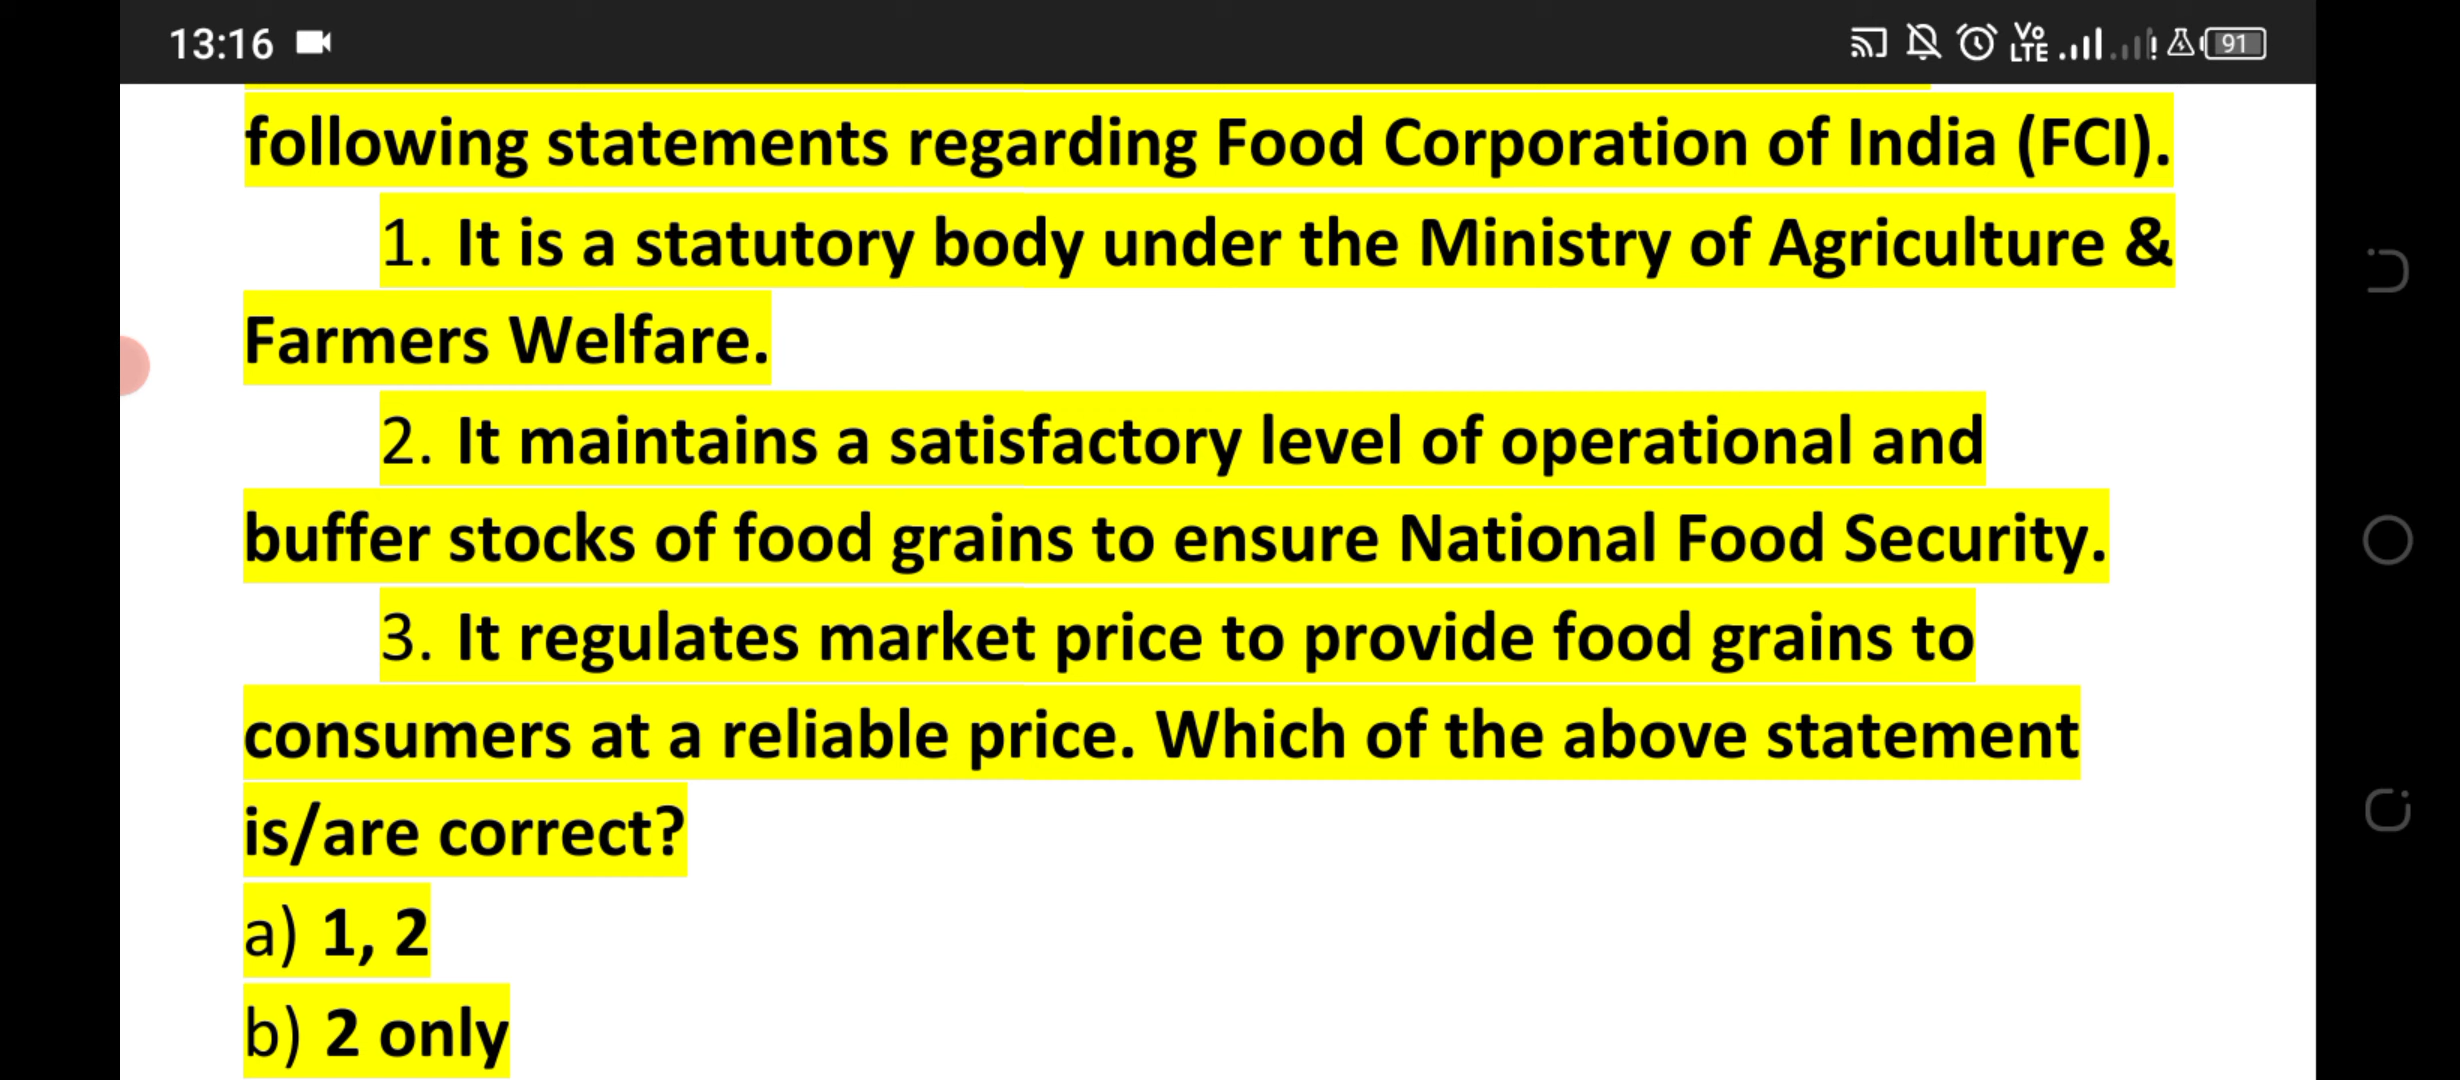 13:16
Vo
LTE
91
following statements regarding Food Corporation of India (FCI).
1. It is a statutory body under the Ministry of Agriculture &
Farmers Welfare.
2. It maintains a satisfactory level of operational and
buffer stocks of food grains to ensure National Food Security.
3. It regulates market price to provide food grains to
consumers at a reliable price. Which of the above statement
is/are correct?
a) 1, 2
b) 2 only